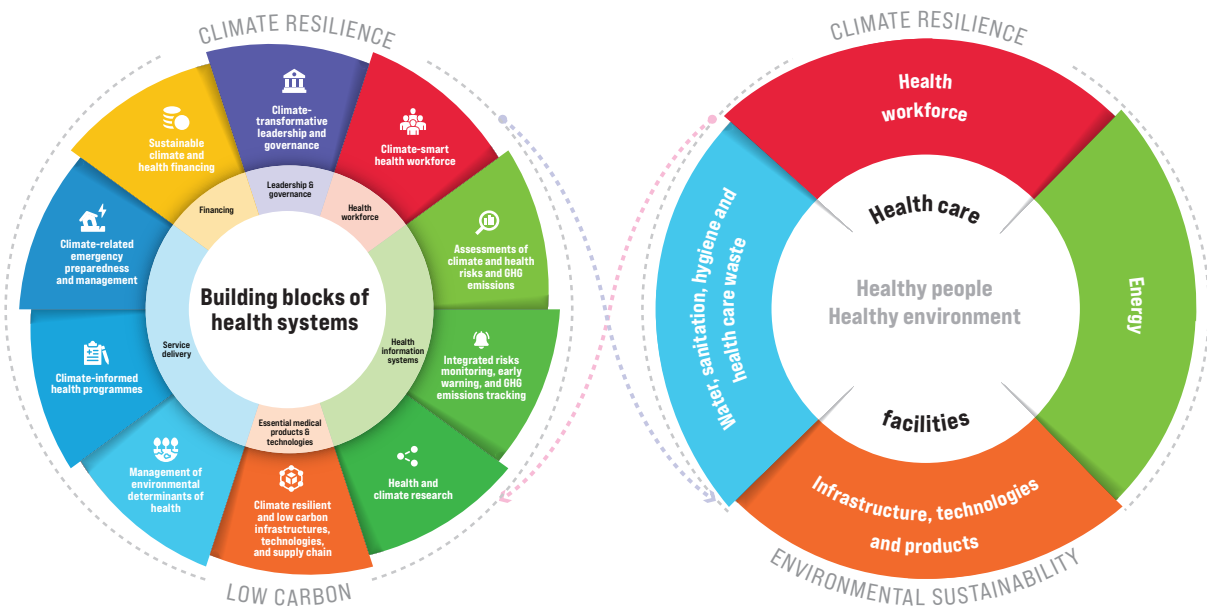 CLIMATE RESILIENCE
Climate-
transformative
leadership and
governance
Climate-smart
health workforce
Assessments of
climate and health
risks and GHG
emissions
Integrated risks
monitoring, early
warning, and GHG
emissions tracking
Health and
climate research
Climate resilient
and low carbon
infrastructures,
technologies,
and supply chain
Management of
environmental
determinants of
health
Climate-informed
health programmes
Climate-related
emergency
preparedness
and management
Sustainable
climate and
health financing
Leadership &
governance
Health
workforce
Health
information
systems
Essential medical
products &
technologies
Service
delivery
Financing
Building blocks of
health systems
LOW CARBON
CLIMATE RESILIENCE
Health
workforce
Energy
Infrastructure, technologies
and products
Water, sanitation, hygiene and
health care waste
Health care
Healthy people
Healthy environment
facilities
ENVIRONMENTAL SUSTAINABILITY